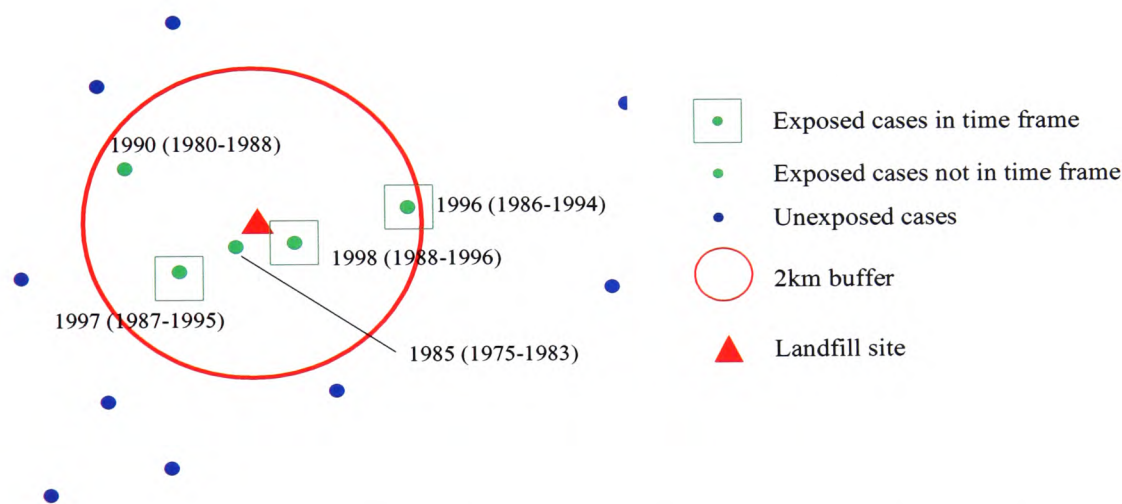 1990 (1980-1988)
1996 (1986-1994)
1998 (1988-1996)
1997 (1987-1995)
1985 (1975-1983)
Exposed cases in time frame
Exposed cases not in time frame
Unexposed cases
2km buffer
Landfill site